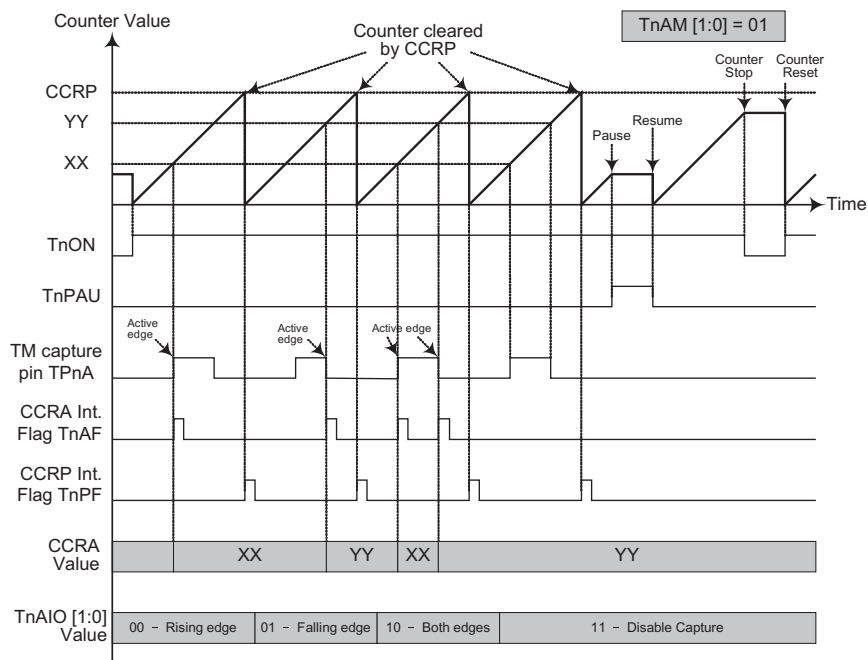 Counter Value
Counter cleared
by CCRP
TnAM [1:0] = 01
Counter
Stop
Counter
Reset
CCRP
YY
XX
Pause
Resume
Time
TnON
TnPAU
Active
edge
Active
edge
Active edge
TM capture
pin TPnA
CCRA Int.
Flag TnAF
CCRP Int.
Flag TnPF
CCRA
Value
XX
YY
XX
YY
TnAIO [1:0]
Value
00 – Rising edge
01 – Falling edge
10 – Both edges
11 – Disable Capture